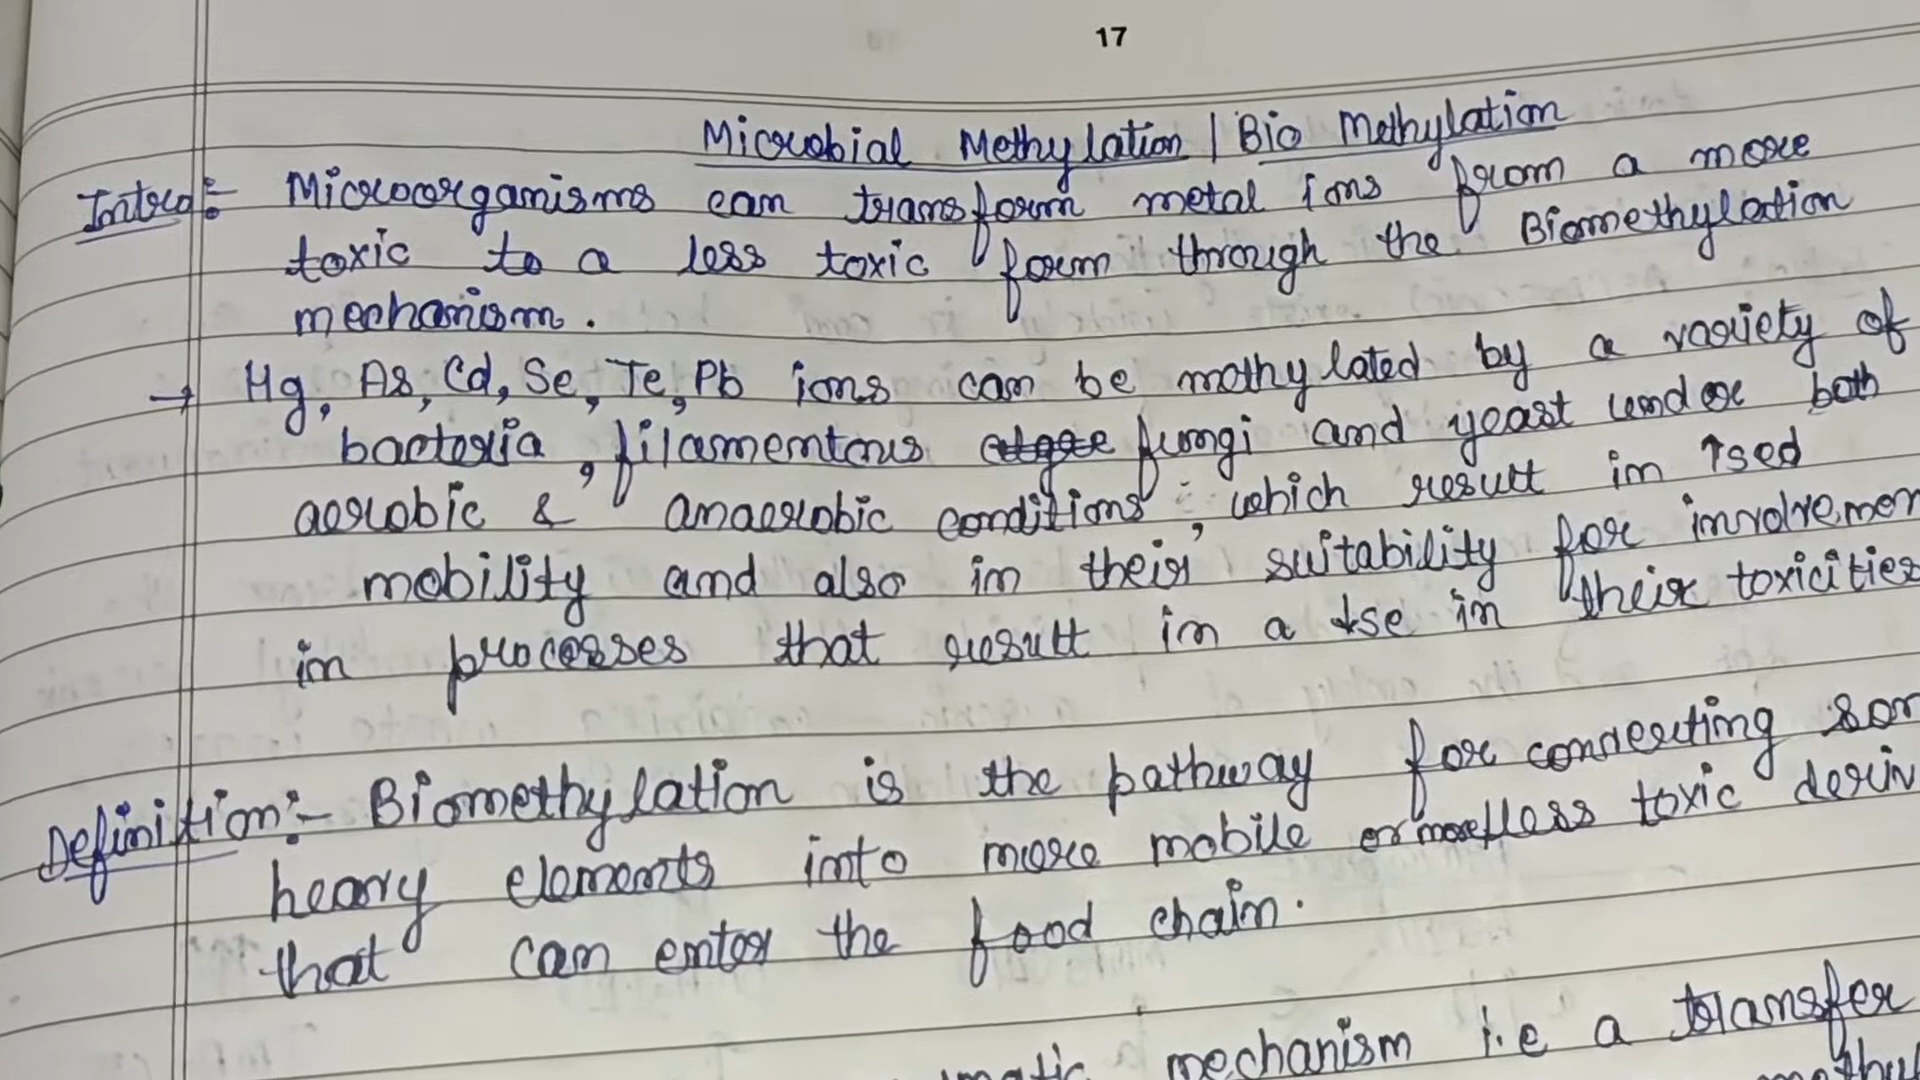 17
Microbial Methylation | Bio Methylation
Intro:- Microorganisms can transform metal ions from a more
toxic to a less toxic form through the Biomethylation
mechanism.
→ Hg, As, Cd, Se, Te, Pb ions can be mothylated by a variety of
bacteria, filamentous fungi and yeast under both
aerobic & anaerobic conditions, which result in ↑sed
mobility and also in their suitability for involvemen
in processes that result in a ↓se in their toxicities
Definition:- Biomethylation is the pathway for converting som
heavy elements into more mobile or more/less toxic deriv
that can enter the food chain.
matic mechanism i.e a transfer